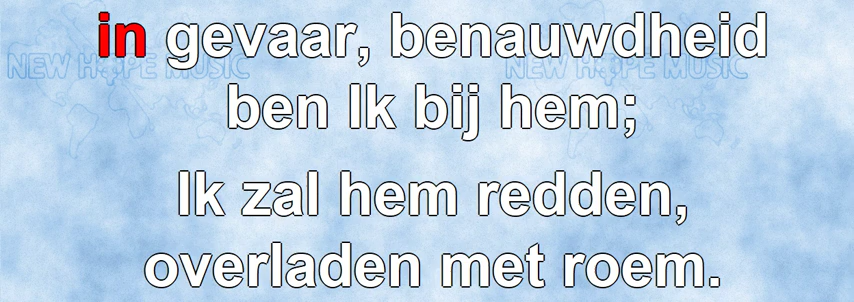 in gevaar, benauwdheid
NEW HOPE MUSIC NEW HOPE MUSIC
ben Ik bij hem;
Ik zal hem redden,
overladen met roem.